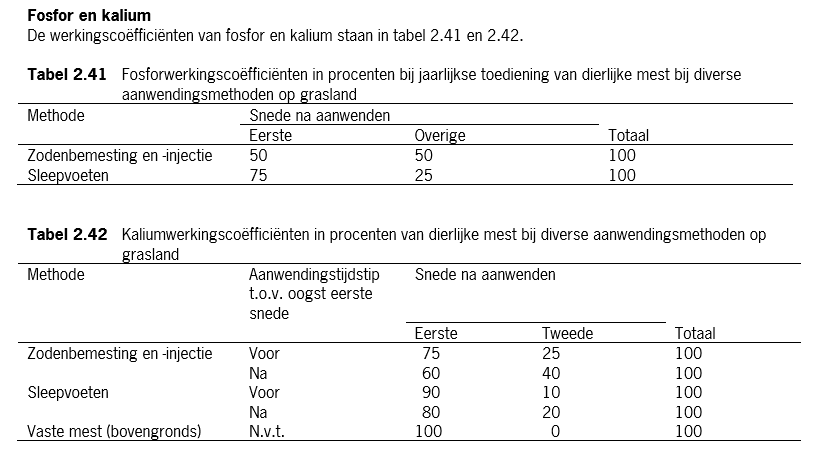 Fosfor en kalium
De werkingscoëfficiënten van fosfor en kalium staan in tabel 2.41 en 2.42.
Tabel 2.41 Fosforwerkingscoëfficiënten in procenten bij jaarlijkse toediening van dierlijke mest bij diverse
aanwendingsmethoden op grasland
Methode Snede na aanwenden
Eerste Overige Totaal
Zodenbemesting en -injectie 50 50 100
Sleepvoeten 75 25 100
Tabel 2.42 Kaliumwerkingscoëfficiënten in procenten van dierlijke mest bij diverse aanwendingsmethoden op
grasland
Methode Aanwendingstijdstip Snede na aanwenden
t.o.v. oogst eerste
snede
Eerste Tweede Totaal
Zodenbemesting en -injectie Voor 75 25 100
Na 60 40 100
Sleepvoeten Voor 90 10 100
Na 80 20 100
Vaste mest (bovengronds) N.v.t. 100 0 100